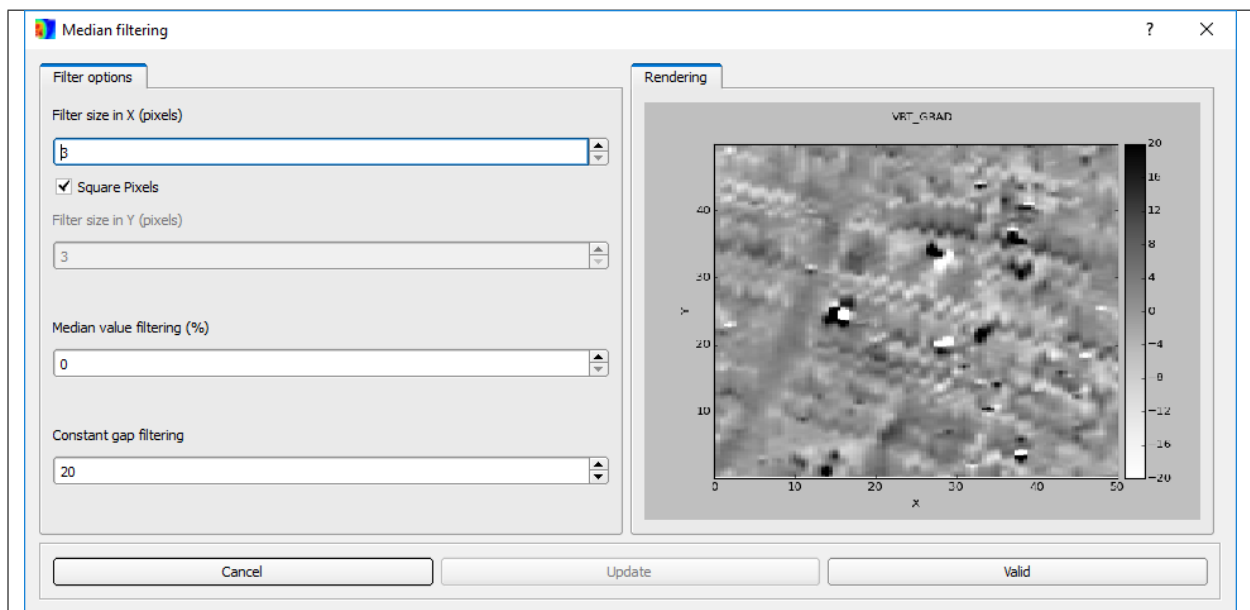 Median filtering
?
Filter options
Filter size in X (pixels)
3
Square Pixels
Filter size in Y (pixels)
3
Median value filtering (%)
0
Constant gap filtering
20
Rendering
VRT_GRAD
Y
40
30
20
10
0 10 20 30 40 50
X
20
16
12
8
4
0
−4
−8
−12
−16
−20
Cancel
Update
Valid